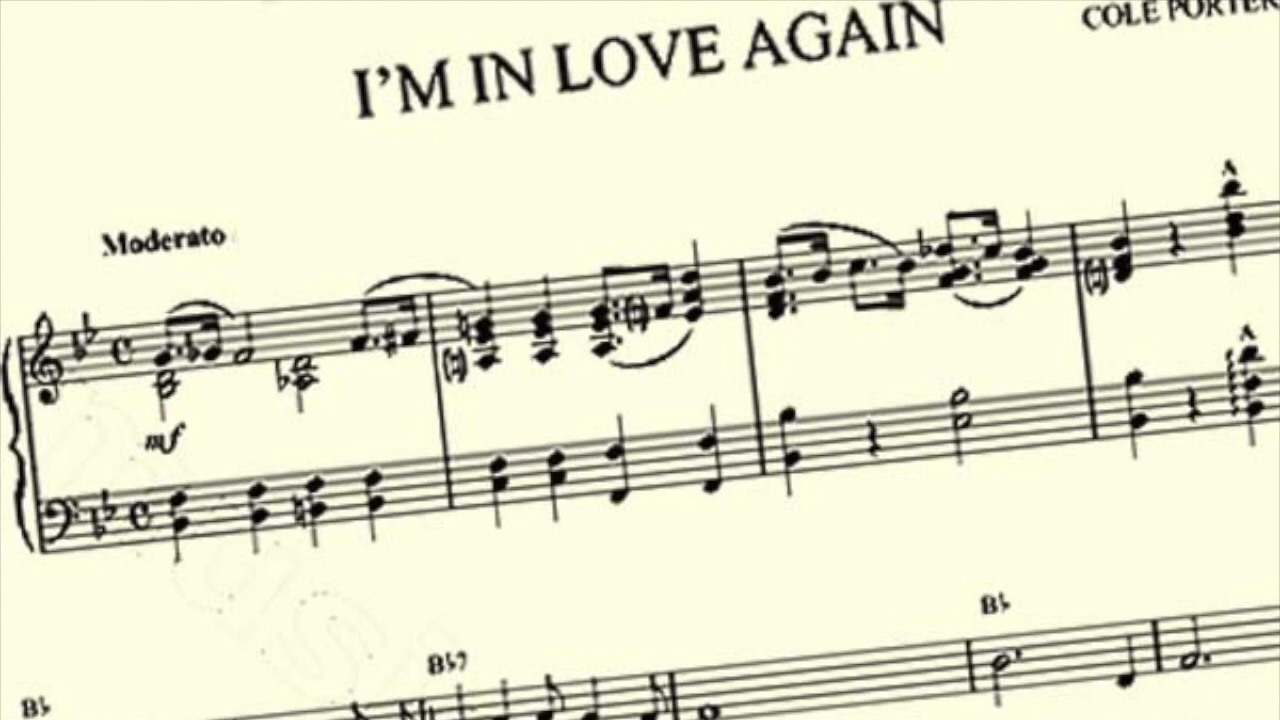 COLE PORTER
I'M IN LOVE AGAIN
Moderato
mf
B♭7
B♭
B♭